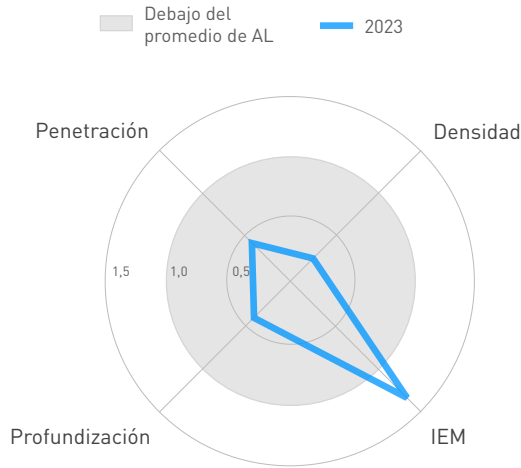 Debajo del
promedio de AL
2023
Penetración
Densidad
1,5
1,0
0,5
Profundización
IEM